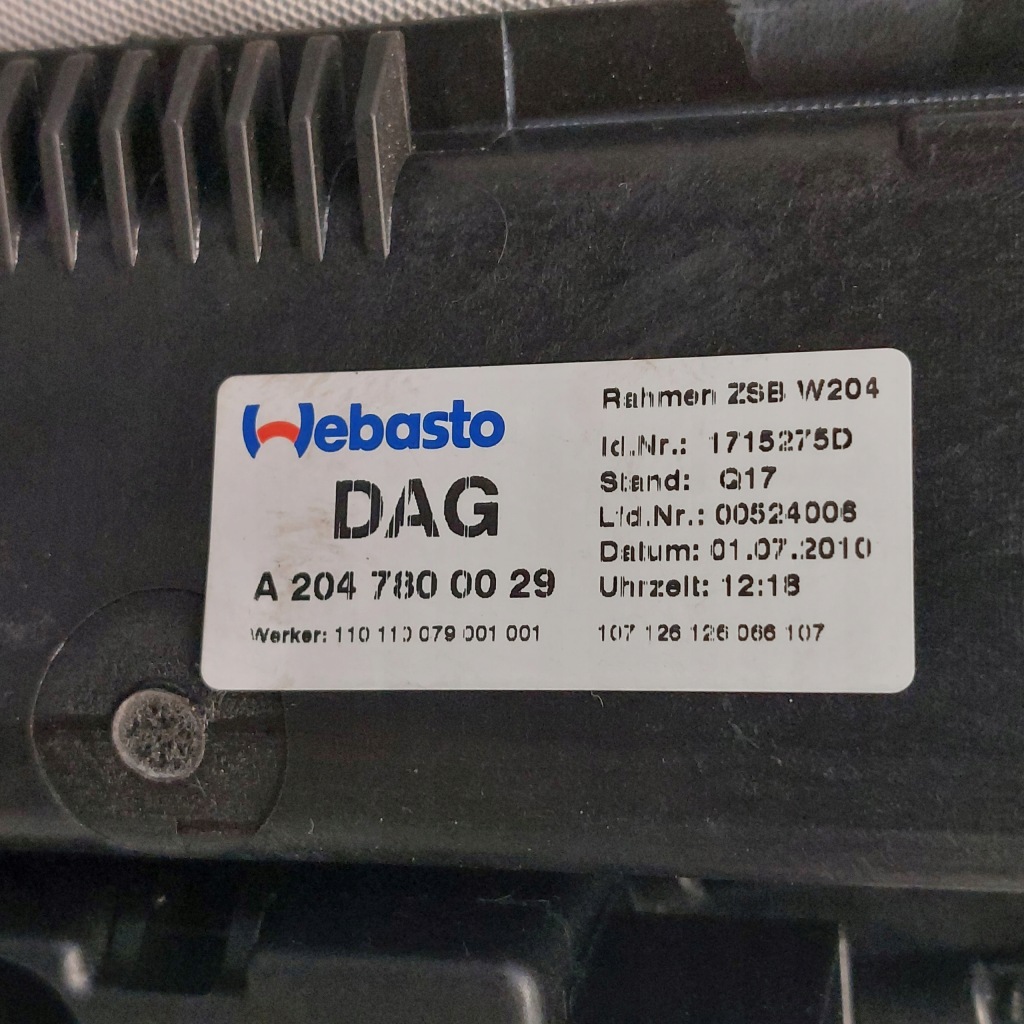 Webasto
DAG
A 204 780 00 29
Werker: 110 110 079 001 001
Rahmen ZSB W204
Id.Nr.: 1715275D
Stand: Q17
Lfd.Nr.: 00524006
Datum: 01.07.2010
Uhrzeit: 12:18
107 126 126 066 107